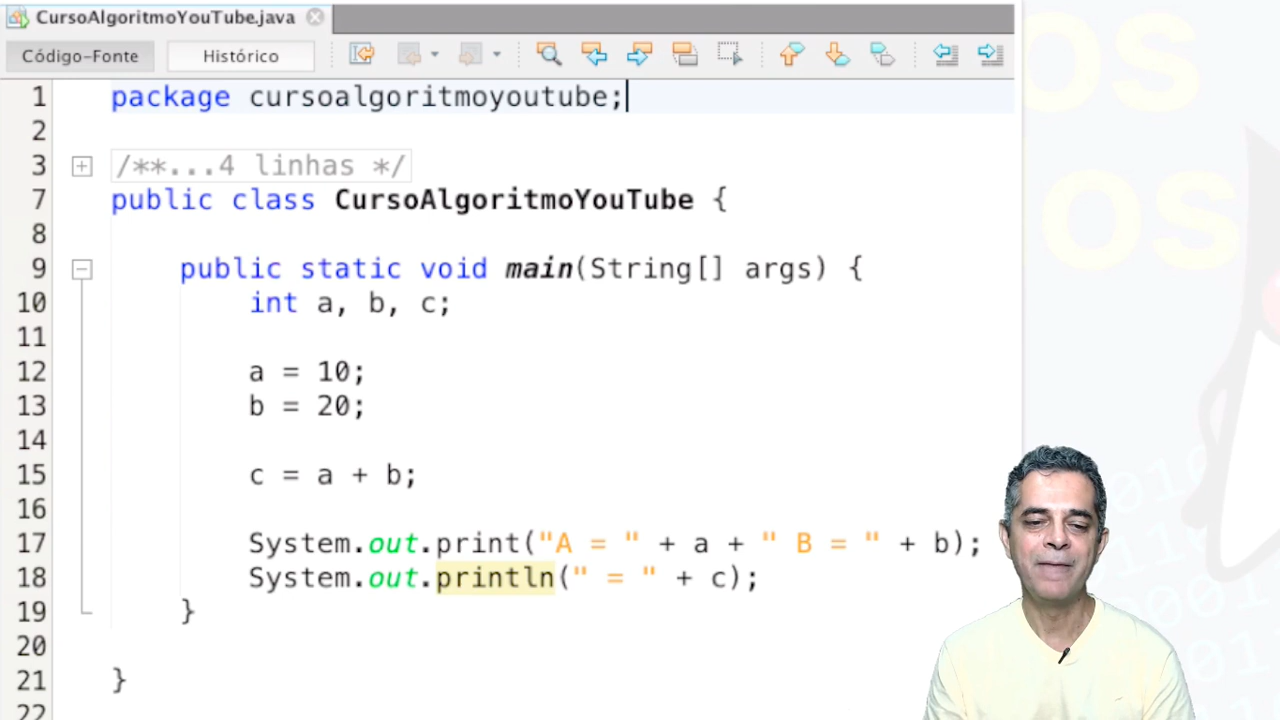 CursoAlgoritmoYouTube.java
Código-Fonte Histórico
1 package cursoalgoritmoyoutube;
2
3 /**...4 linhas */
7 public class CursoAlgoritmoYouTube {
8
9 public static void main(String[] args) {
10 int a, b, c;
11
12 a = 10;
13 b = 20;
14
15 c = a + b;
16
17 System.out.print("A = " + a + " B = " + b);
18 System.out.println(" = " + c);
19 }
20
21 }
22
OS
OS